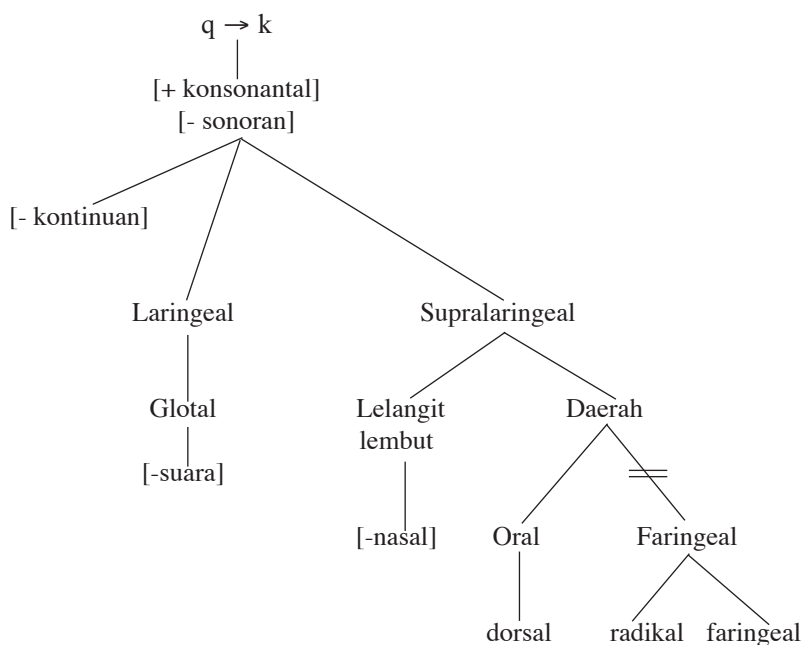 q → k
[+ konsonantal]
[- sonoran]
[- kontinuan]
Laringeal Supralaringeal
Glotal Lelangit Daerah
lembut
[-suara]
[-nasal] Oral Faringeal
dorsal radikal faringeal